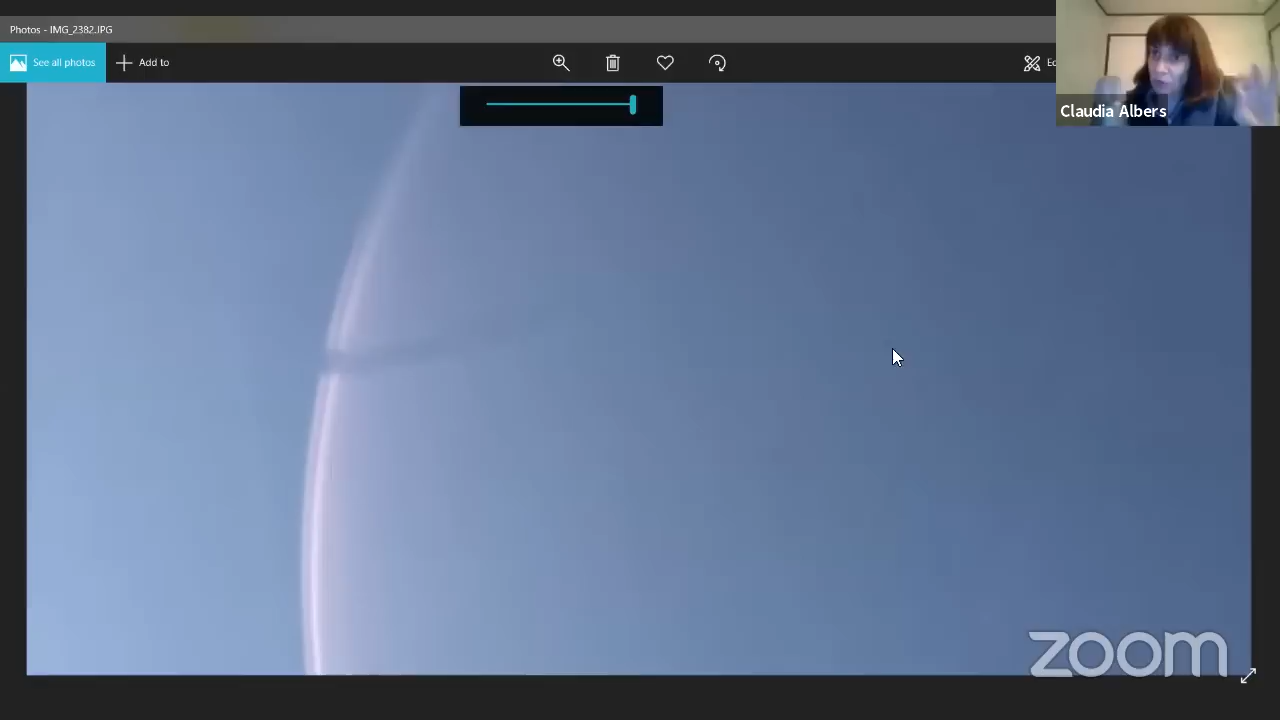 Photos - IMG_2382.JPG
See all photos
Add to
Claudia Albers
zoom